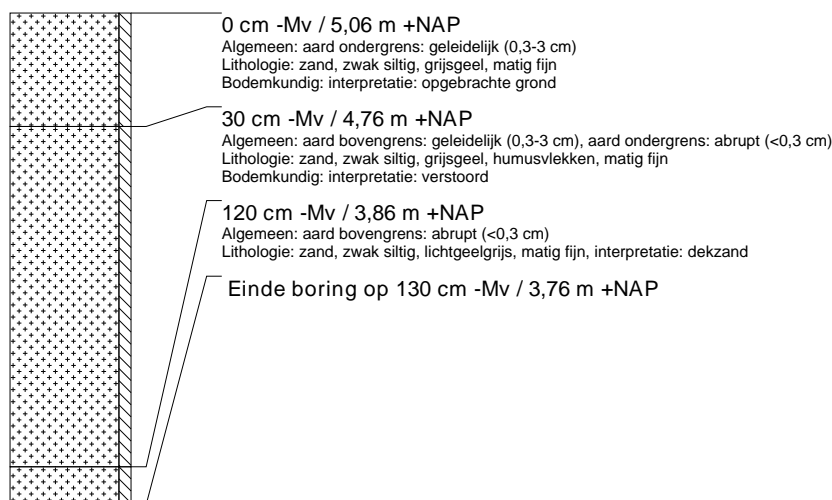 0 cm -Mv / 5,06 m +NAP
Algemeen: aard ondergrens: geleidelijk (0,3-3 cm)
Lithologie: zand, zwak siltig, grijsgeel, matig fijn
Bodemkundig: interpretatie: opgebrachte grond
30 cm -Mv / 4,76 m +NAP
Algemeen: aard bovengrens: geleidelijk (0,3-3 cm), aard ondergrens: abrupt (<0,3 cm)
Lithologie: zand, zwak siltig, grijsgeel, humusvlekken, matig fijn
Bodemkundig: interpretatie: verstoord
120 cm -Mv / 3,86 m +NAP
Algemeen: aard bovengrens: abrupt (<0,3 cm)
Lithologie: zand, zwak siltig, lichtgeelgrijs, matig fijn, interpretatie: dekzand
Einde boring op 130 cm -Mv / 3,76 m +NAP